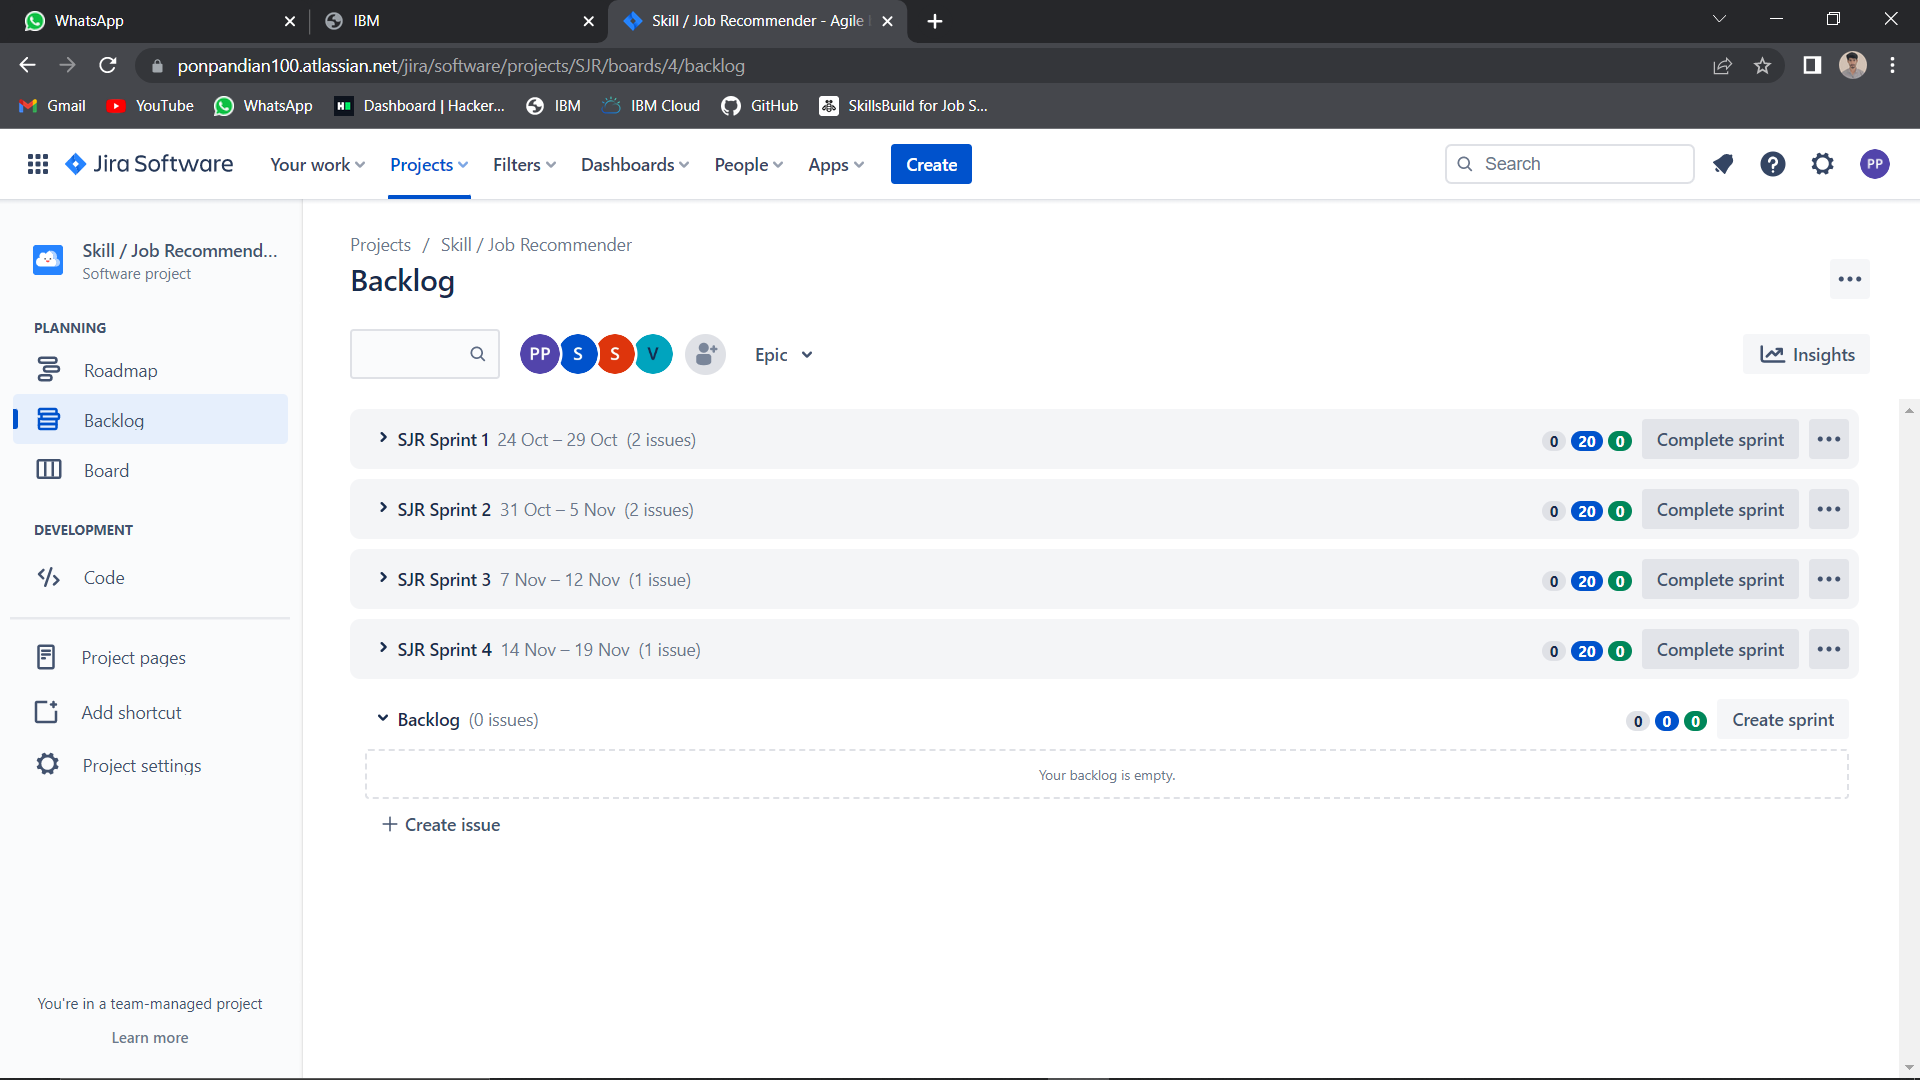 WhatsApp
IBM
Skill / Job Recommender - Agile
ponpandian100.atlassian.net/jira/software/projects/SJR/boards/4/backlog
Gmail
YouTube
WhatsApp
Dashboard | Hacker...
IBM
IBM Cloud
GitHub
SkillsBuild for Job S...
Jira Software
Your work
Projects
Filters
Dashboards
People
Apps
Create
Search
PP
Skill / Job Recommend...
Software project
PLANNING
Roadmap
Backlog
Board
DEVELOPMENT
Code
Project pages
Add shortcut
Project settings
You're in a team-managed project
Learn more
Projects / Skill / Job Recommender
Backlog
PP S S V
Epic
Insights
SJR Sprint 1 24 Oct – 29 Oct (2 issues) 0 20 0 Complete sprint
SJR Sprint 2 31 Oct – 5 Nov (2 issues) 0 20 0 Complete sprint
SJR Sprint 3 7 Nov – 12 Nov (1 issue) 0 20 0 Complete sprint
SJR Sprint 4 14 Nov – 19 Nov (1 issue) 0 20 0 Complete sprint
Backlog (0 issues) 0 0 0 Create sprint
Your backlog is empty.
+ Create issue